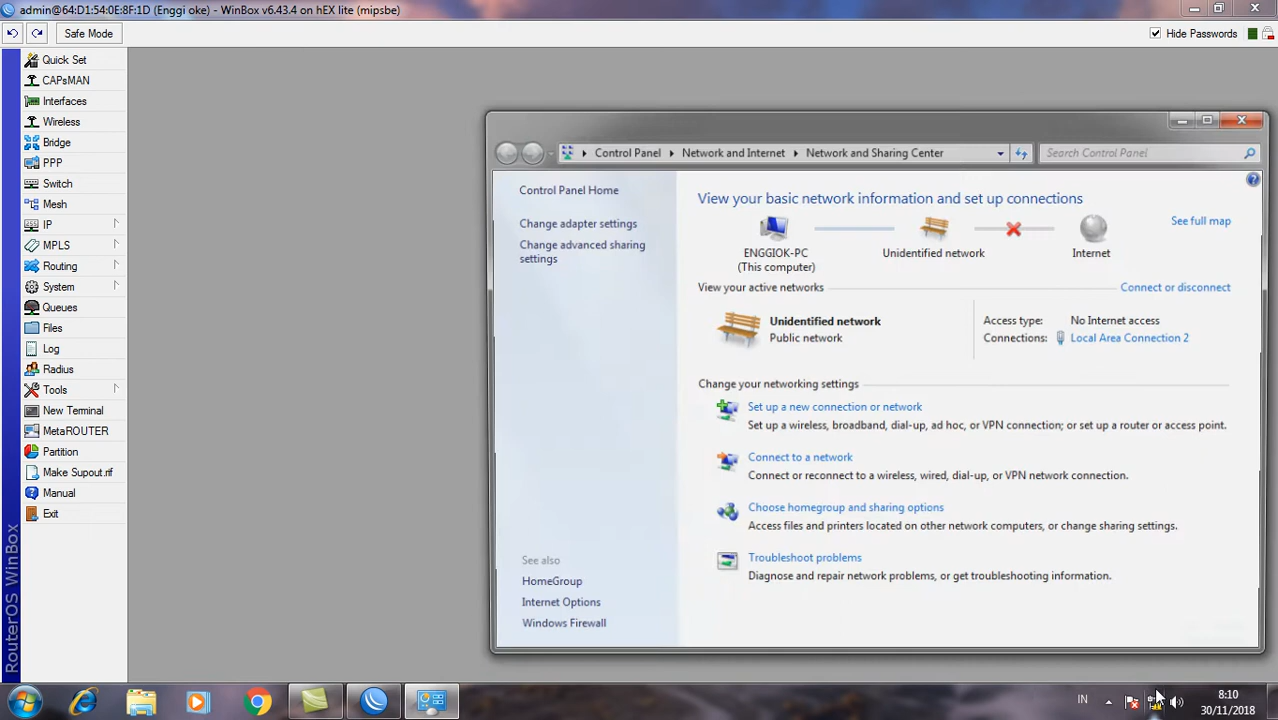 admin@64:D1:54:0E:8F:1D (Enggi oke) - WinBox v6.43.4 on hEX lite (mipsbe)
Safe Mode
Hide Passwords
Quick Set
CAPsMAN
Interfaces
Wireless
Bridge
PPP
Switch
Mesh
IP
MPLS
Routing
System
Queues
Files
Log
Radius
Tools
New Terminal
MetaROUTER
Partition
Make Supout.rif
Manual
Exit
RouterOS WinBox
Control Panel
Network and Internet
Network and Sharing Center
Search Control Panel
Control Panel Home
Change adapter settings
Change advanced sharing
settings
See also
HomeGroup
Internet Options
Windows Firewall
View your basic network information and set up connections
See full map
ENGGIOK-PC
(This computer)
Unidentified network
Internet
View your active networks
Connect or disconnect
Unidentified network
Public network
Access type:
No Internet access
Connections:
Local Area Connection 2
Change your networking settings
Set up a new connection or network
Set up a wireless, broadband, dial-up, ad hoc, or VPN connection; or set up a router or access point.
Connect to a network
Connect or reconnect to a wireless, wired, dial-up, or VPN network connection.
Choose homegroup and sharing options
Access files and printers located on other network computers, or change sharing settings.
Troubleshoot problems
Diagnose and repair network problems, or get troubleshooting information.
IN
8:10
30/11/2018